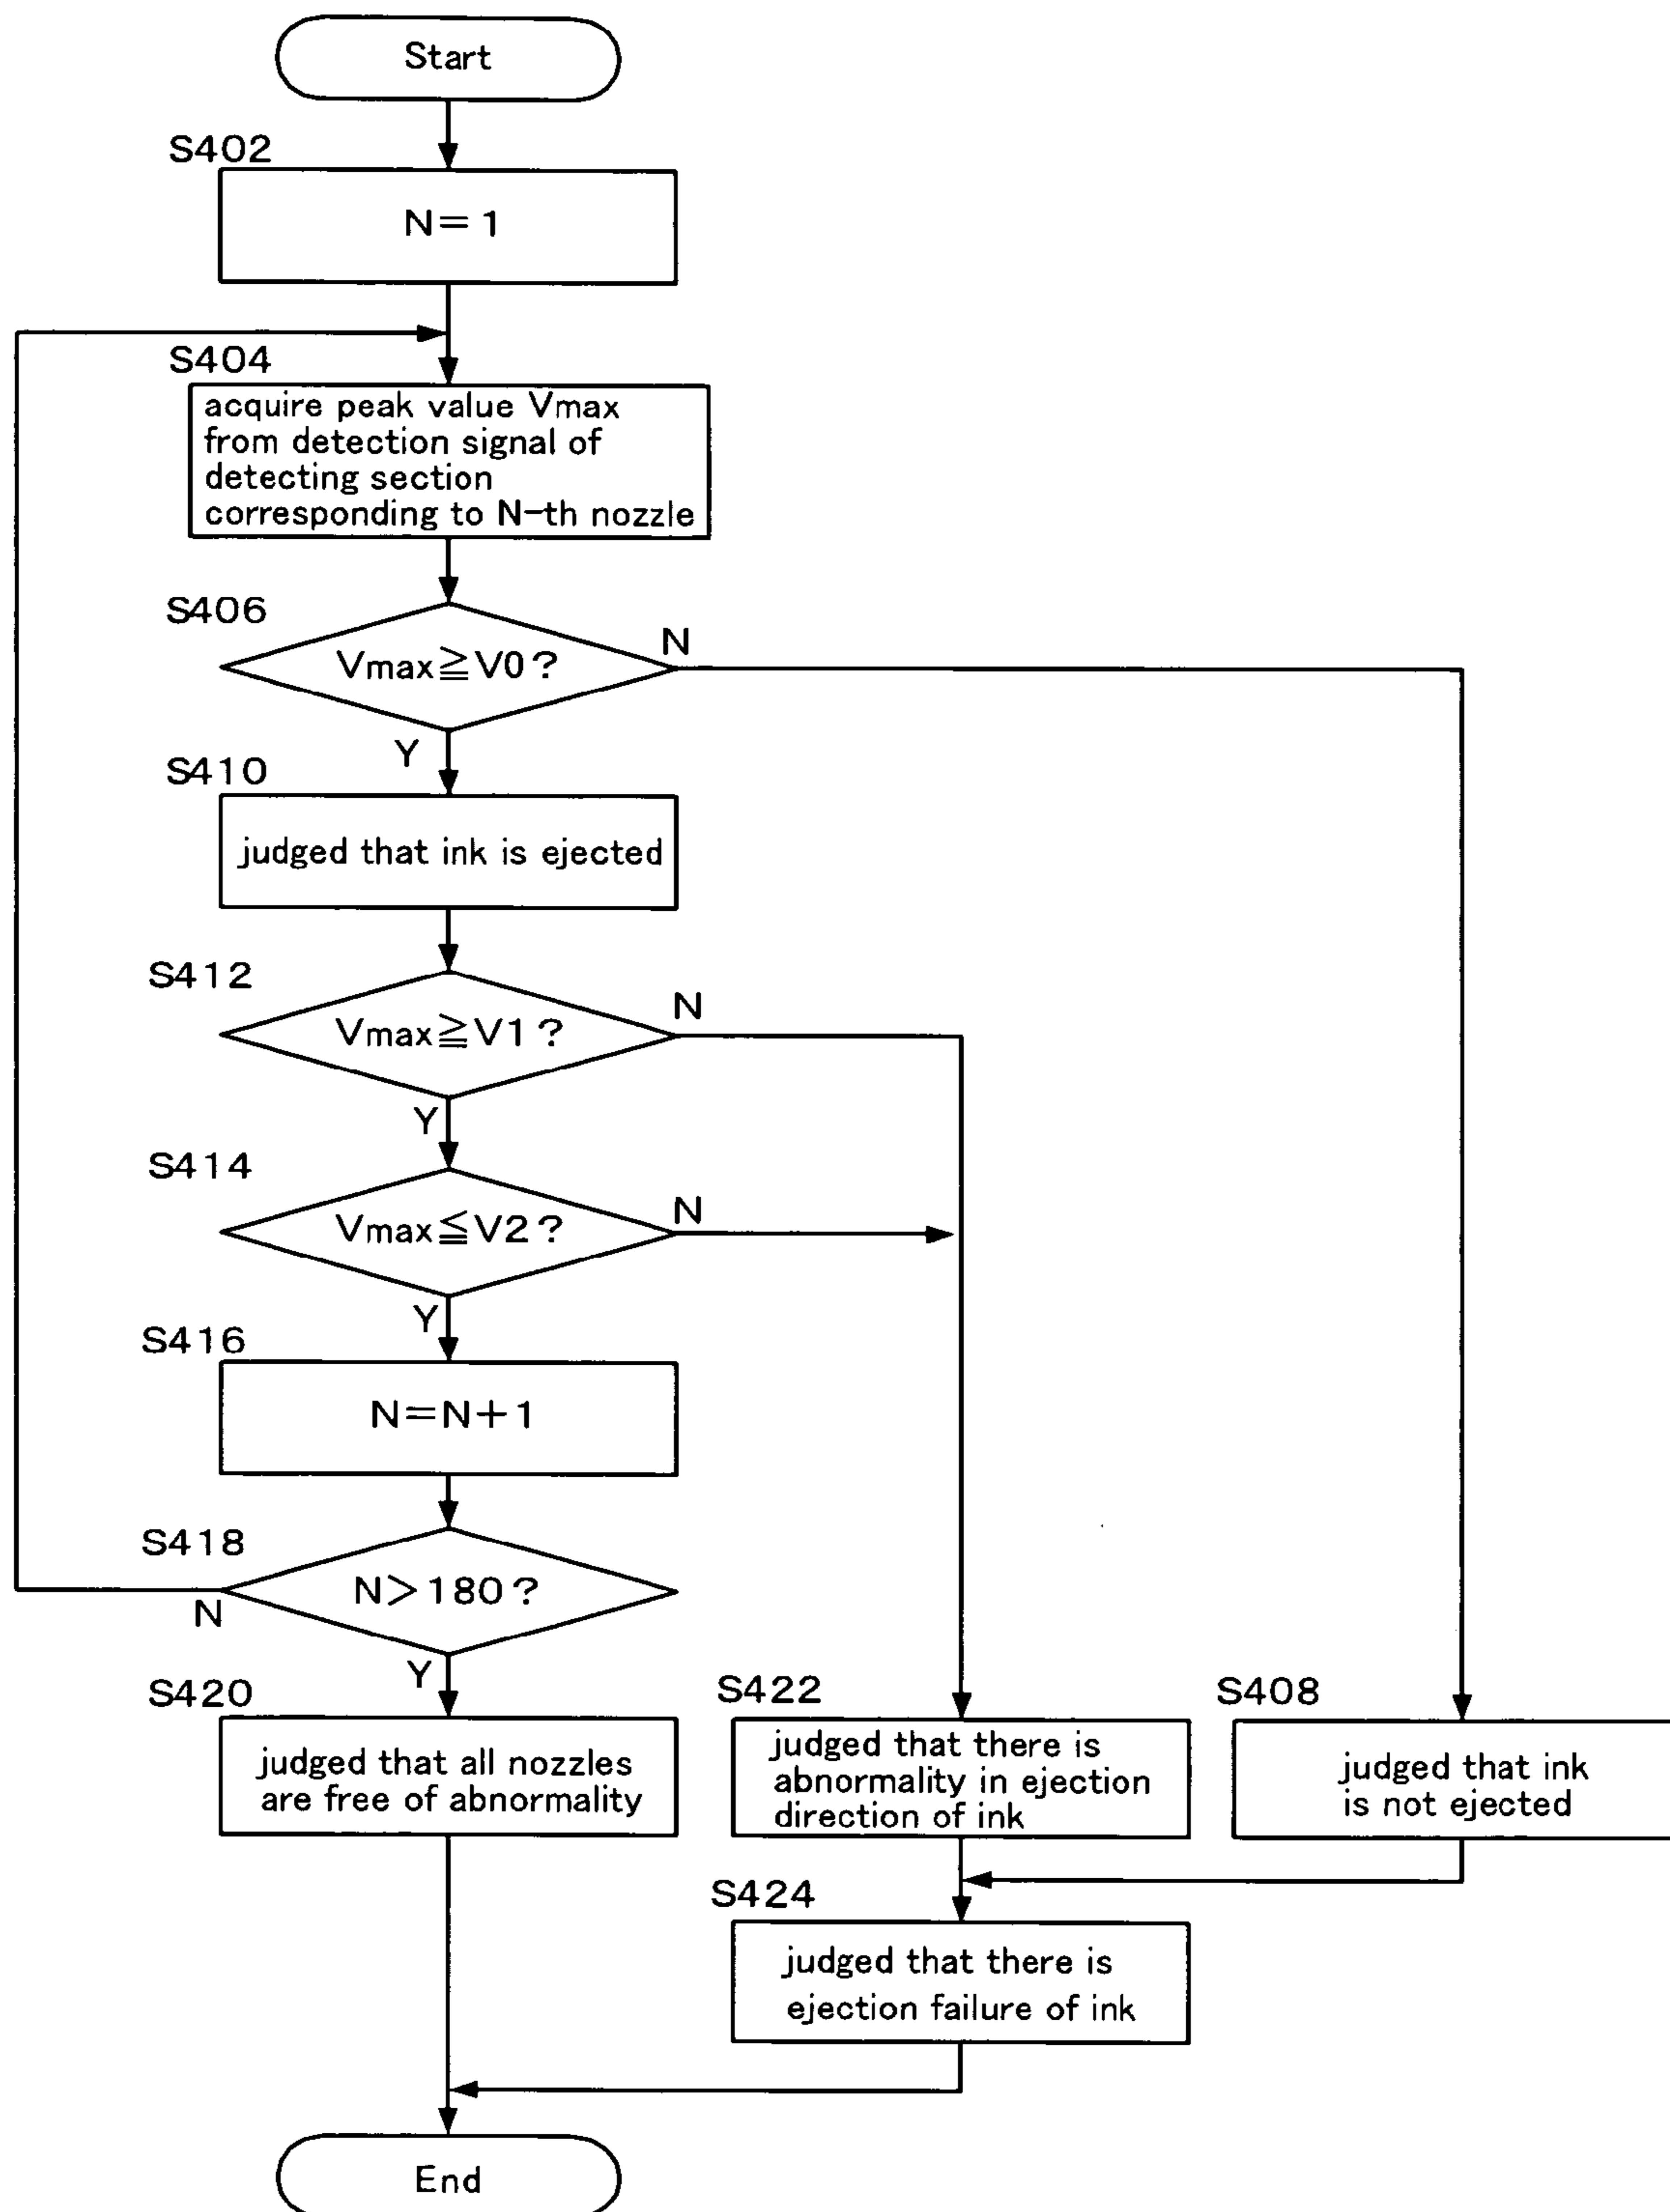 Start
S402
N=1
S404
acquire peak value Vmax
from detection signal of
detecting section
corresponding to N-th nozzle
S406
Vmax≧V0?
N
Y
S410
judged that ink is ejected
S412
Vmax≧V1?
N
Y
S414
Vmax≦V2?
N
Y
S416
N=N+1
S418
N>180?
N
Y
S420
judged that all nozzles
are free of abnormality
S422
judged that there is
abnormality in ejection
direction of ink
S408
judged that ink
is not ejected
S424
judged that there is
ejection failure of ink
End